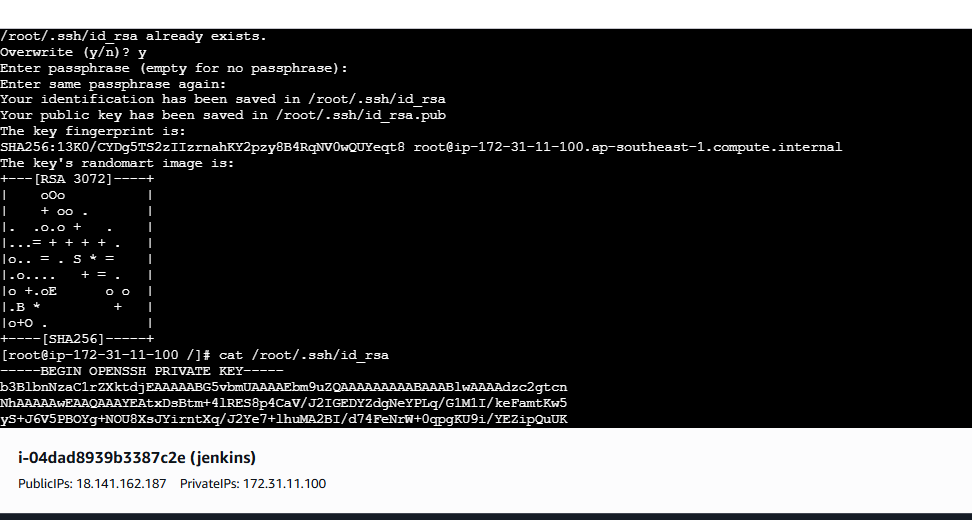 /root/.ssh/id_rsa already exists.
Overwrite (y/n)? y
Enter passphrase (empty for no passphrase):
Enter same passphrase again:
Your identification has been saved in /root/.ssh/id_rsa
Your public key has been saved in /root/.ssh/id_rsa.pub
The key fingerprint is:
SHA256:13K0/CYDg5TS2zIIzrnahKY2pzy8B4RqNV0wQUYeqt8 root@ip-172-31-11-100.ap-southeast-1.compute.internal
The key's randomart image is:
+---[RSA 3072]----+
|    oOo          |
|    + oo .       |
|.  .o.o +   .    |
|...= + + + + .   |
|o.. = . S * =    |
|.o....   + = .   |
|o +.oE      o o  |
|.B *         +   |
|o+O .            |
+----[SHA256]-----+
[root@ip-172-31-11-100 /]# cat /root/.ssh/id_rsa
-----BEGIN OPENSSH PRIVATE KEY-----
b3BlbnNzaC1rZXktdjEAAAAABG5vbmUAAAAEbm9uZQAAAAAAAAABAAABlwAAAAdzc2gtcn
NhAAAAAwEAAQAAAYEAtxDsBtm+4lRES8p4CaV/J2IGEDYZdgNeYPLq/G1M1I/keFamtKw5
yS+J6V5PBOYg+NOU8XsJYirntXq/J2Ye7+lhuMA2BI/d74FeNrW+0qpgKU9i/YEZipQuUK
i-04dad8939b3387c2e (jenkins)
PublicIPs: 18.141.162.187 PrivateIPs: 172.31.11.100